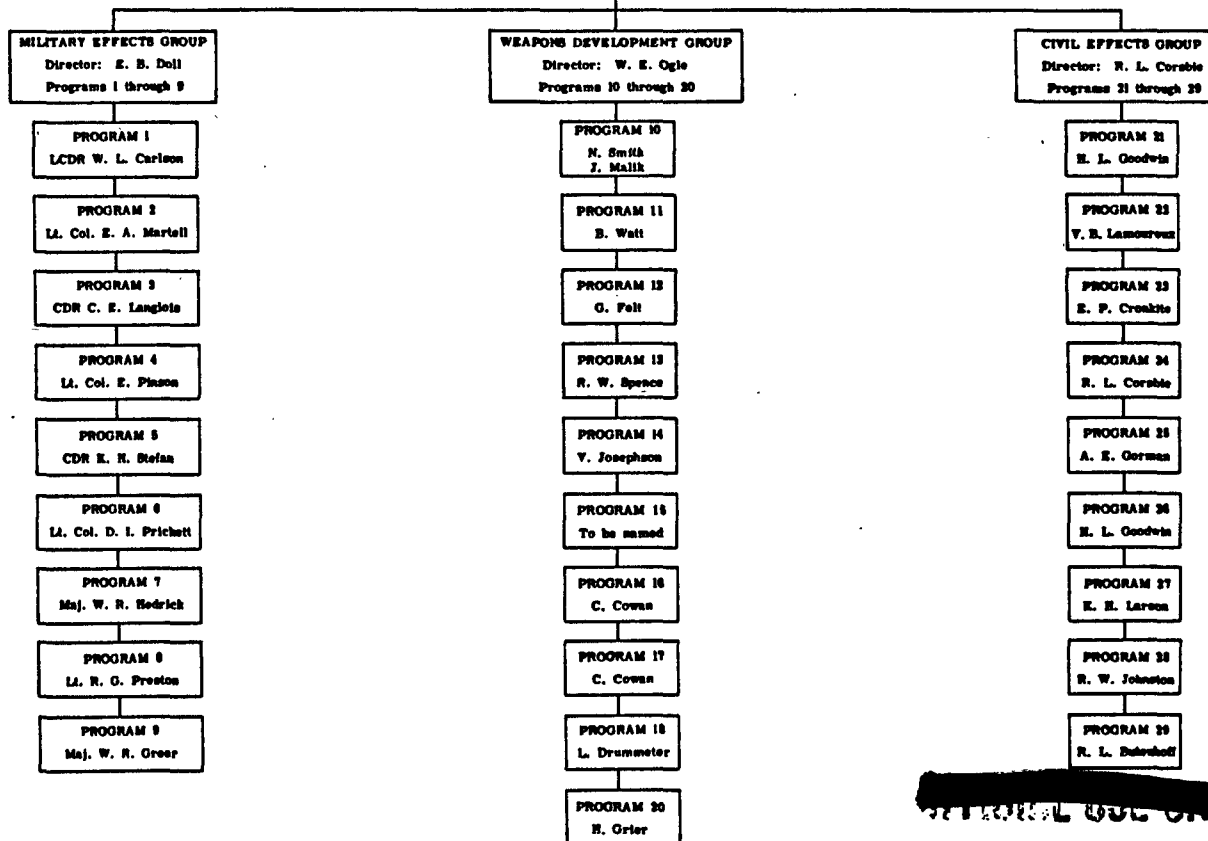 MILITARY EFFECTS GROUP
Director: E. B. Doll
Programs 1 through 9
PROGRAM 1
LCDR W. L. Carlson
PROGRAM 2
Lt. Col. E. A. Martell
PROGRAM 3
CDR C. E. Langlois
PROGRAM 4
Lt. Col. E. Pinson
PROGRAM 5
CDR K. H. Stefan
PROGRAM 6
Lt. Col. D. I. Prickett
PROGRAM 7
Maj. W. R. Hedrick
PROGRAM 8
Lt. R. G. Preston
PROGRAM 9
Maj. W. R. Greer
WEAPONS DEVELOPMENT GROUP
Director: W. E. Ogle
Programs 10 through 20
PROGRAM 10
N. Smith
J. Malik
PROGRAM 11
B. Watt
PROGRAM 12
G. Felt
PROGRAM 13
R. W. Spence
PROGRAM 14
V. Josephson
PROGRAM 15
To be named
PROGRAM 16
C. Cowan
PROGRAM 17
C. Cowan
PROGRAM 18
L. Drummeter
PROGRAM 20
H. Grier
CIVIL EFFECTS GROUP
Director: R. L. Corsbie
Programs 21 through 29
PROGRAM 21
H. L. Goodwin
PROGRAM 22
V. B. Lamoureux
PROGRAM 23
E. P. Cronkite
PROGRAM 24
R. L. Corsbie
PROGRAM 25
A. E. Gorman
PROGRAM 26
H. L. Goodwin
PROGRAM 27
K. H. Larson
PROGRAM 28
R. W. Johnston
PROGRAM 29
R. L. Butenhoff